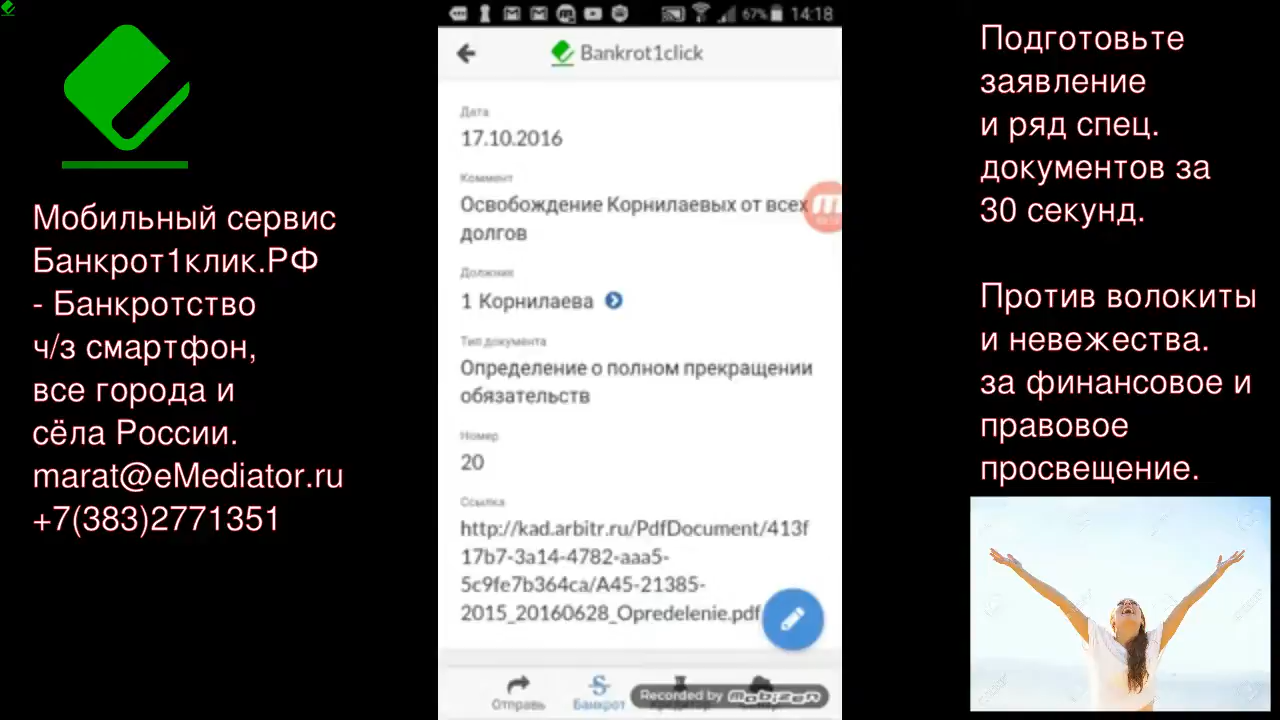 Мобильный сервис
Банкрот1клик.РФ
- Банкротство
ч/з смартфон,
все города и
сёла России.
marat@eMediator.ru
+7(383)2771351
67% 14:18
Bankrot1click
Дата
17.10.2016
Коммент
Освобождение Корнилаевых от всех
долгов
Должник
1 Корнилаева
Тип документа
Определение о полном прекращении
обязательств
Номер
20
Ссылка
http://kad.arbitr.ru/PdfDocument/413f
17b7-3a14-4782-aaa5-
5c9fe7b364ca/A45-21385-
2015_20160628_Opredelenie.pdf
Отправь
Банкрот
Recorded by Mobizen
Подготовьте
заявление
и ряд спец.
документов за
30 секунд.
Против волокиты
и невежества.
за финансовое и
правовое
просвещение.